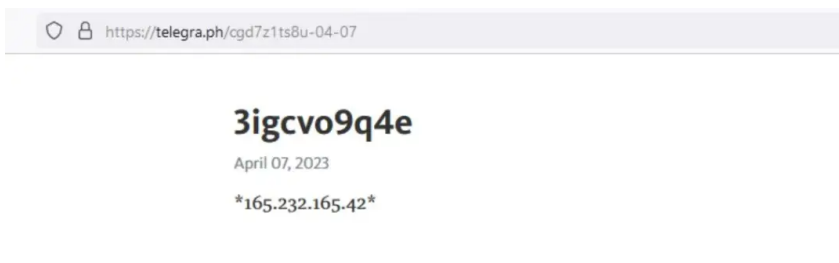 https://telegra.ph/cgd7z1ts8u-04-07
3igcvo9q4e
April 07, 2023
*165.232.165.42*